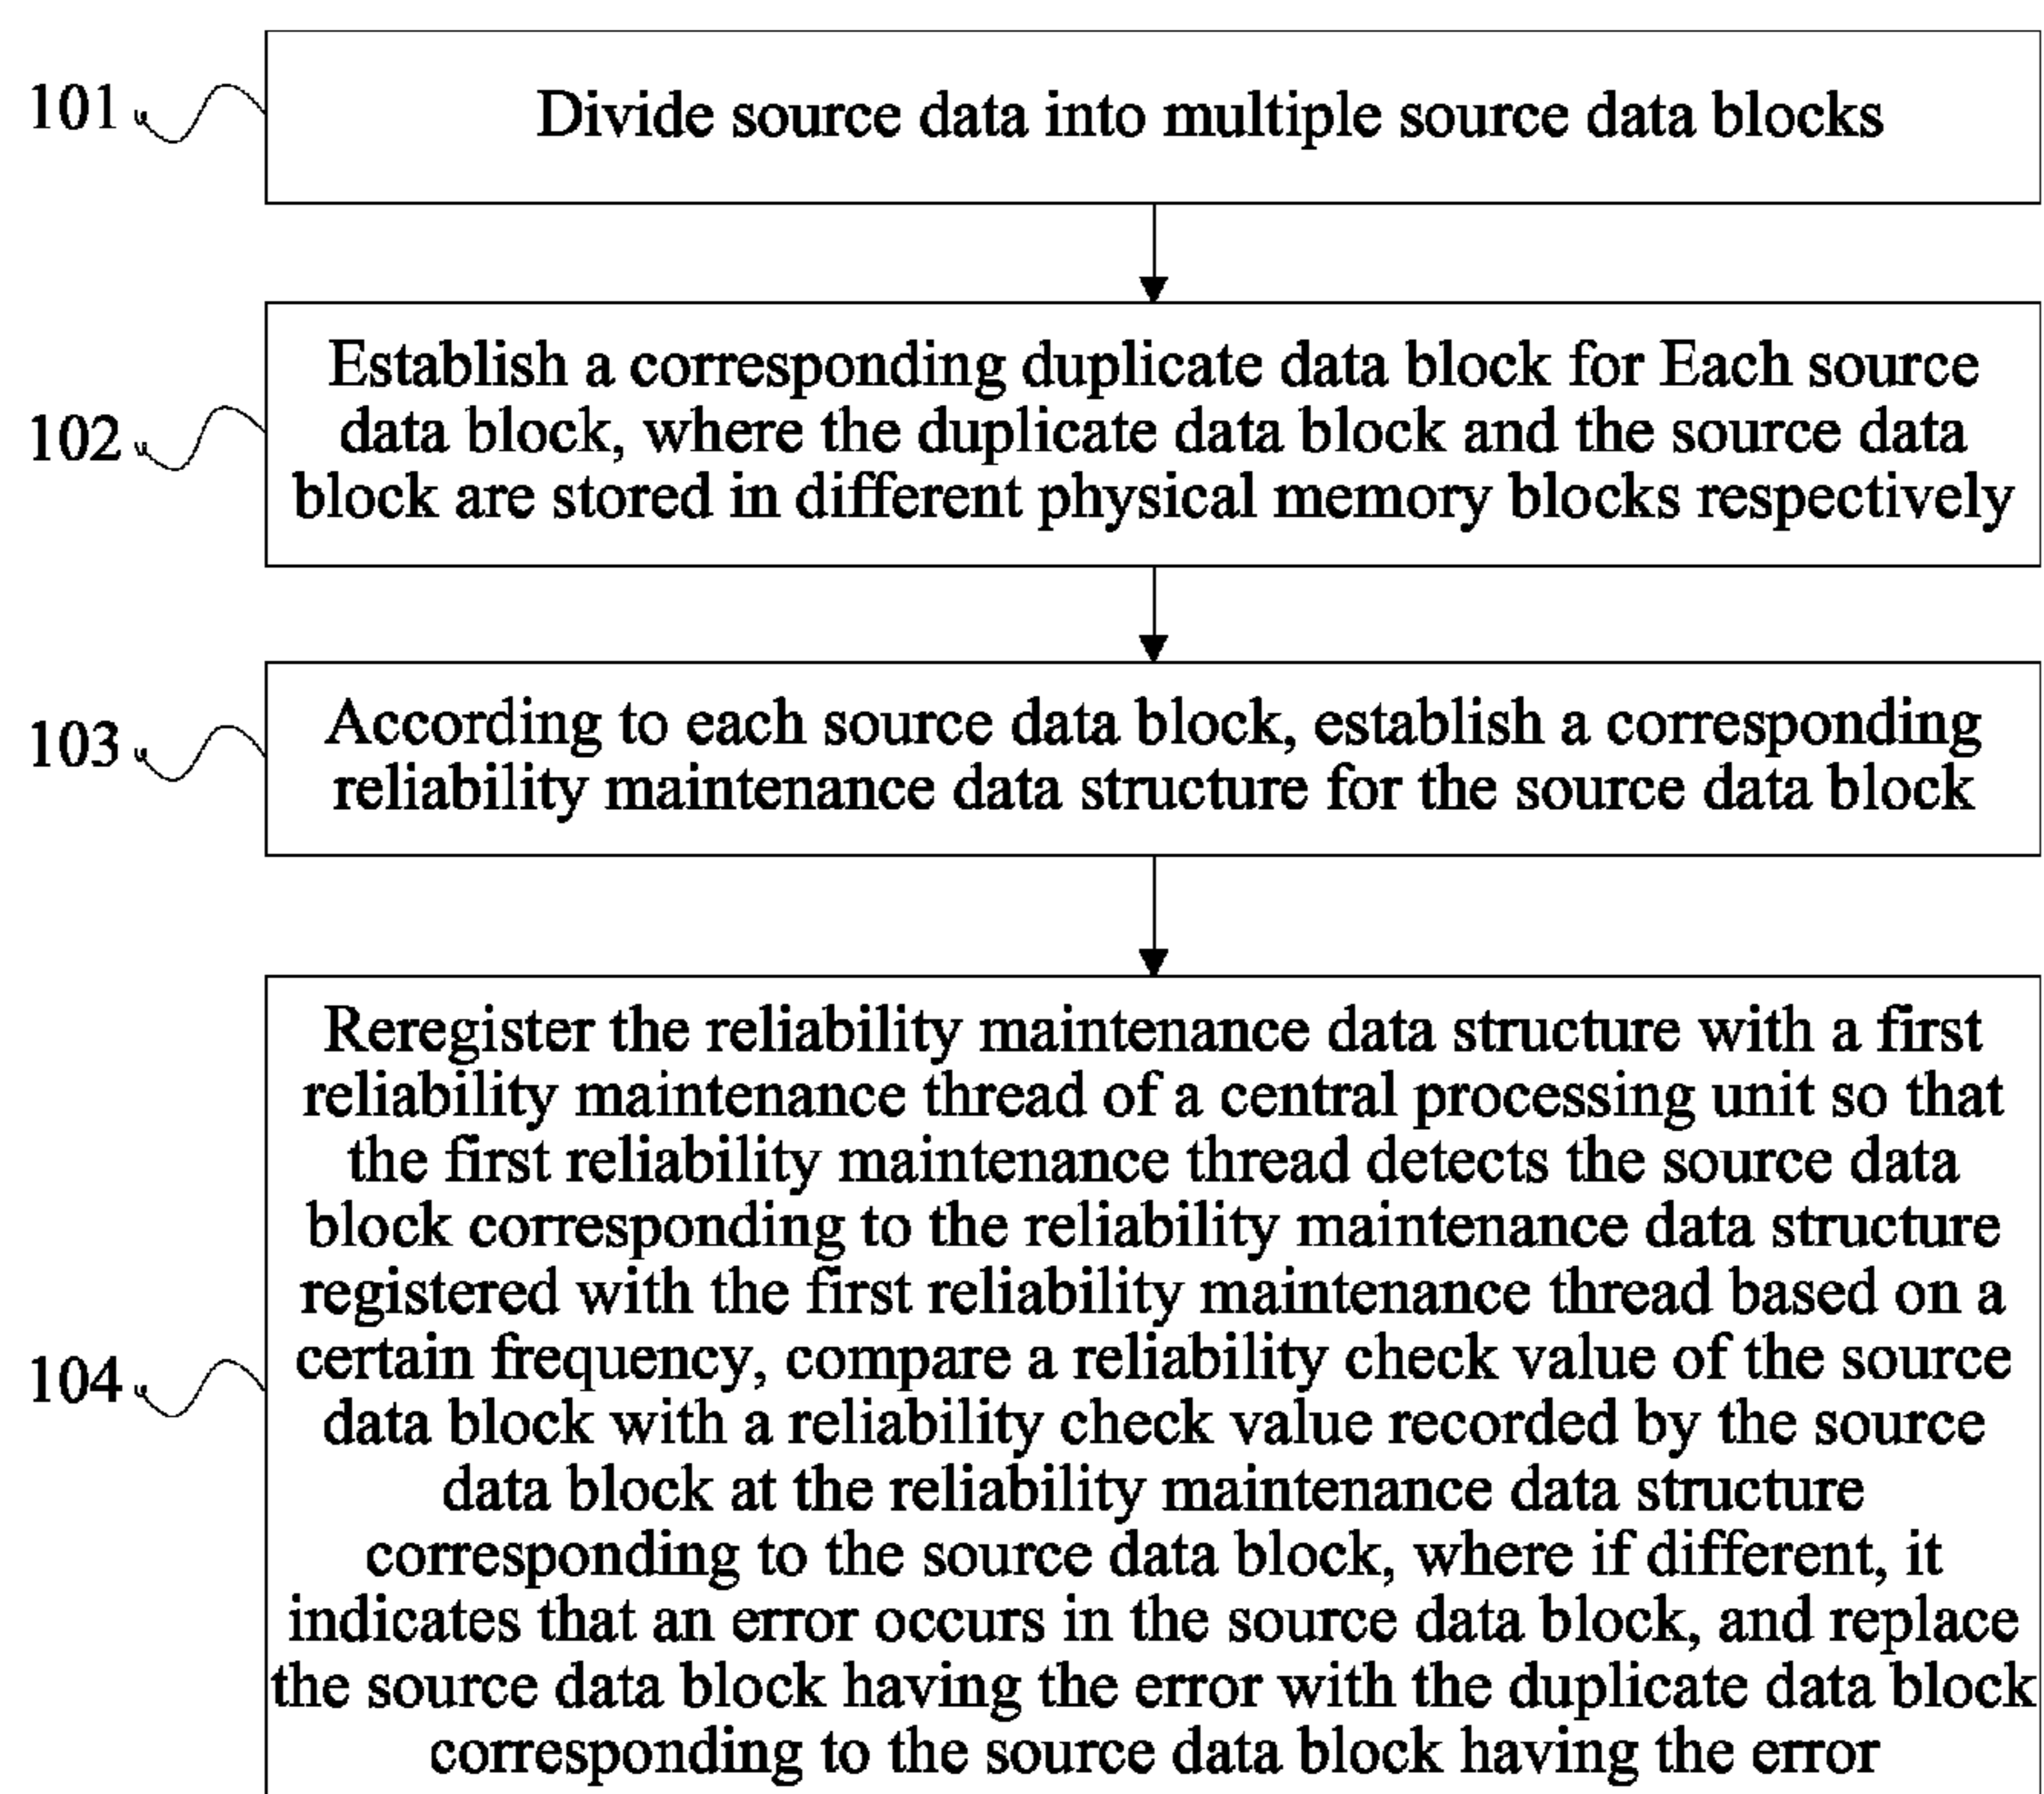 101
Divide source data into multiple source data blocks
102
Establish a corresponding duplicate data block for Each source
data block, where the duplicate data block and the source data
block are stored in different physical memory blocks respectively
103
According to each source data block, establish a corresponding
reliability maintenance data structure for the source data block
104
Reregister the reliability maintenance data structure with a first
reliability maintenance thread of a central processing unit so that
the first reliability maintenance thread detects the source data
block corresponding to the reliability maintenance data structure
registered with the first reliability maintenance thread based on a
certain frequency, compare a reliability check value of the source
data block with a reliability check value recorded by the source
data block at the reliability maintenance data structure
corresponding to the source data block, where if different, it
indicates that an error occurs in the source data block, and replace
the source data block having the error with the duplicate data block
corresponding to the source data block having the error